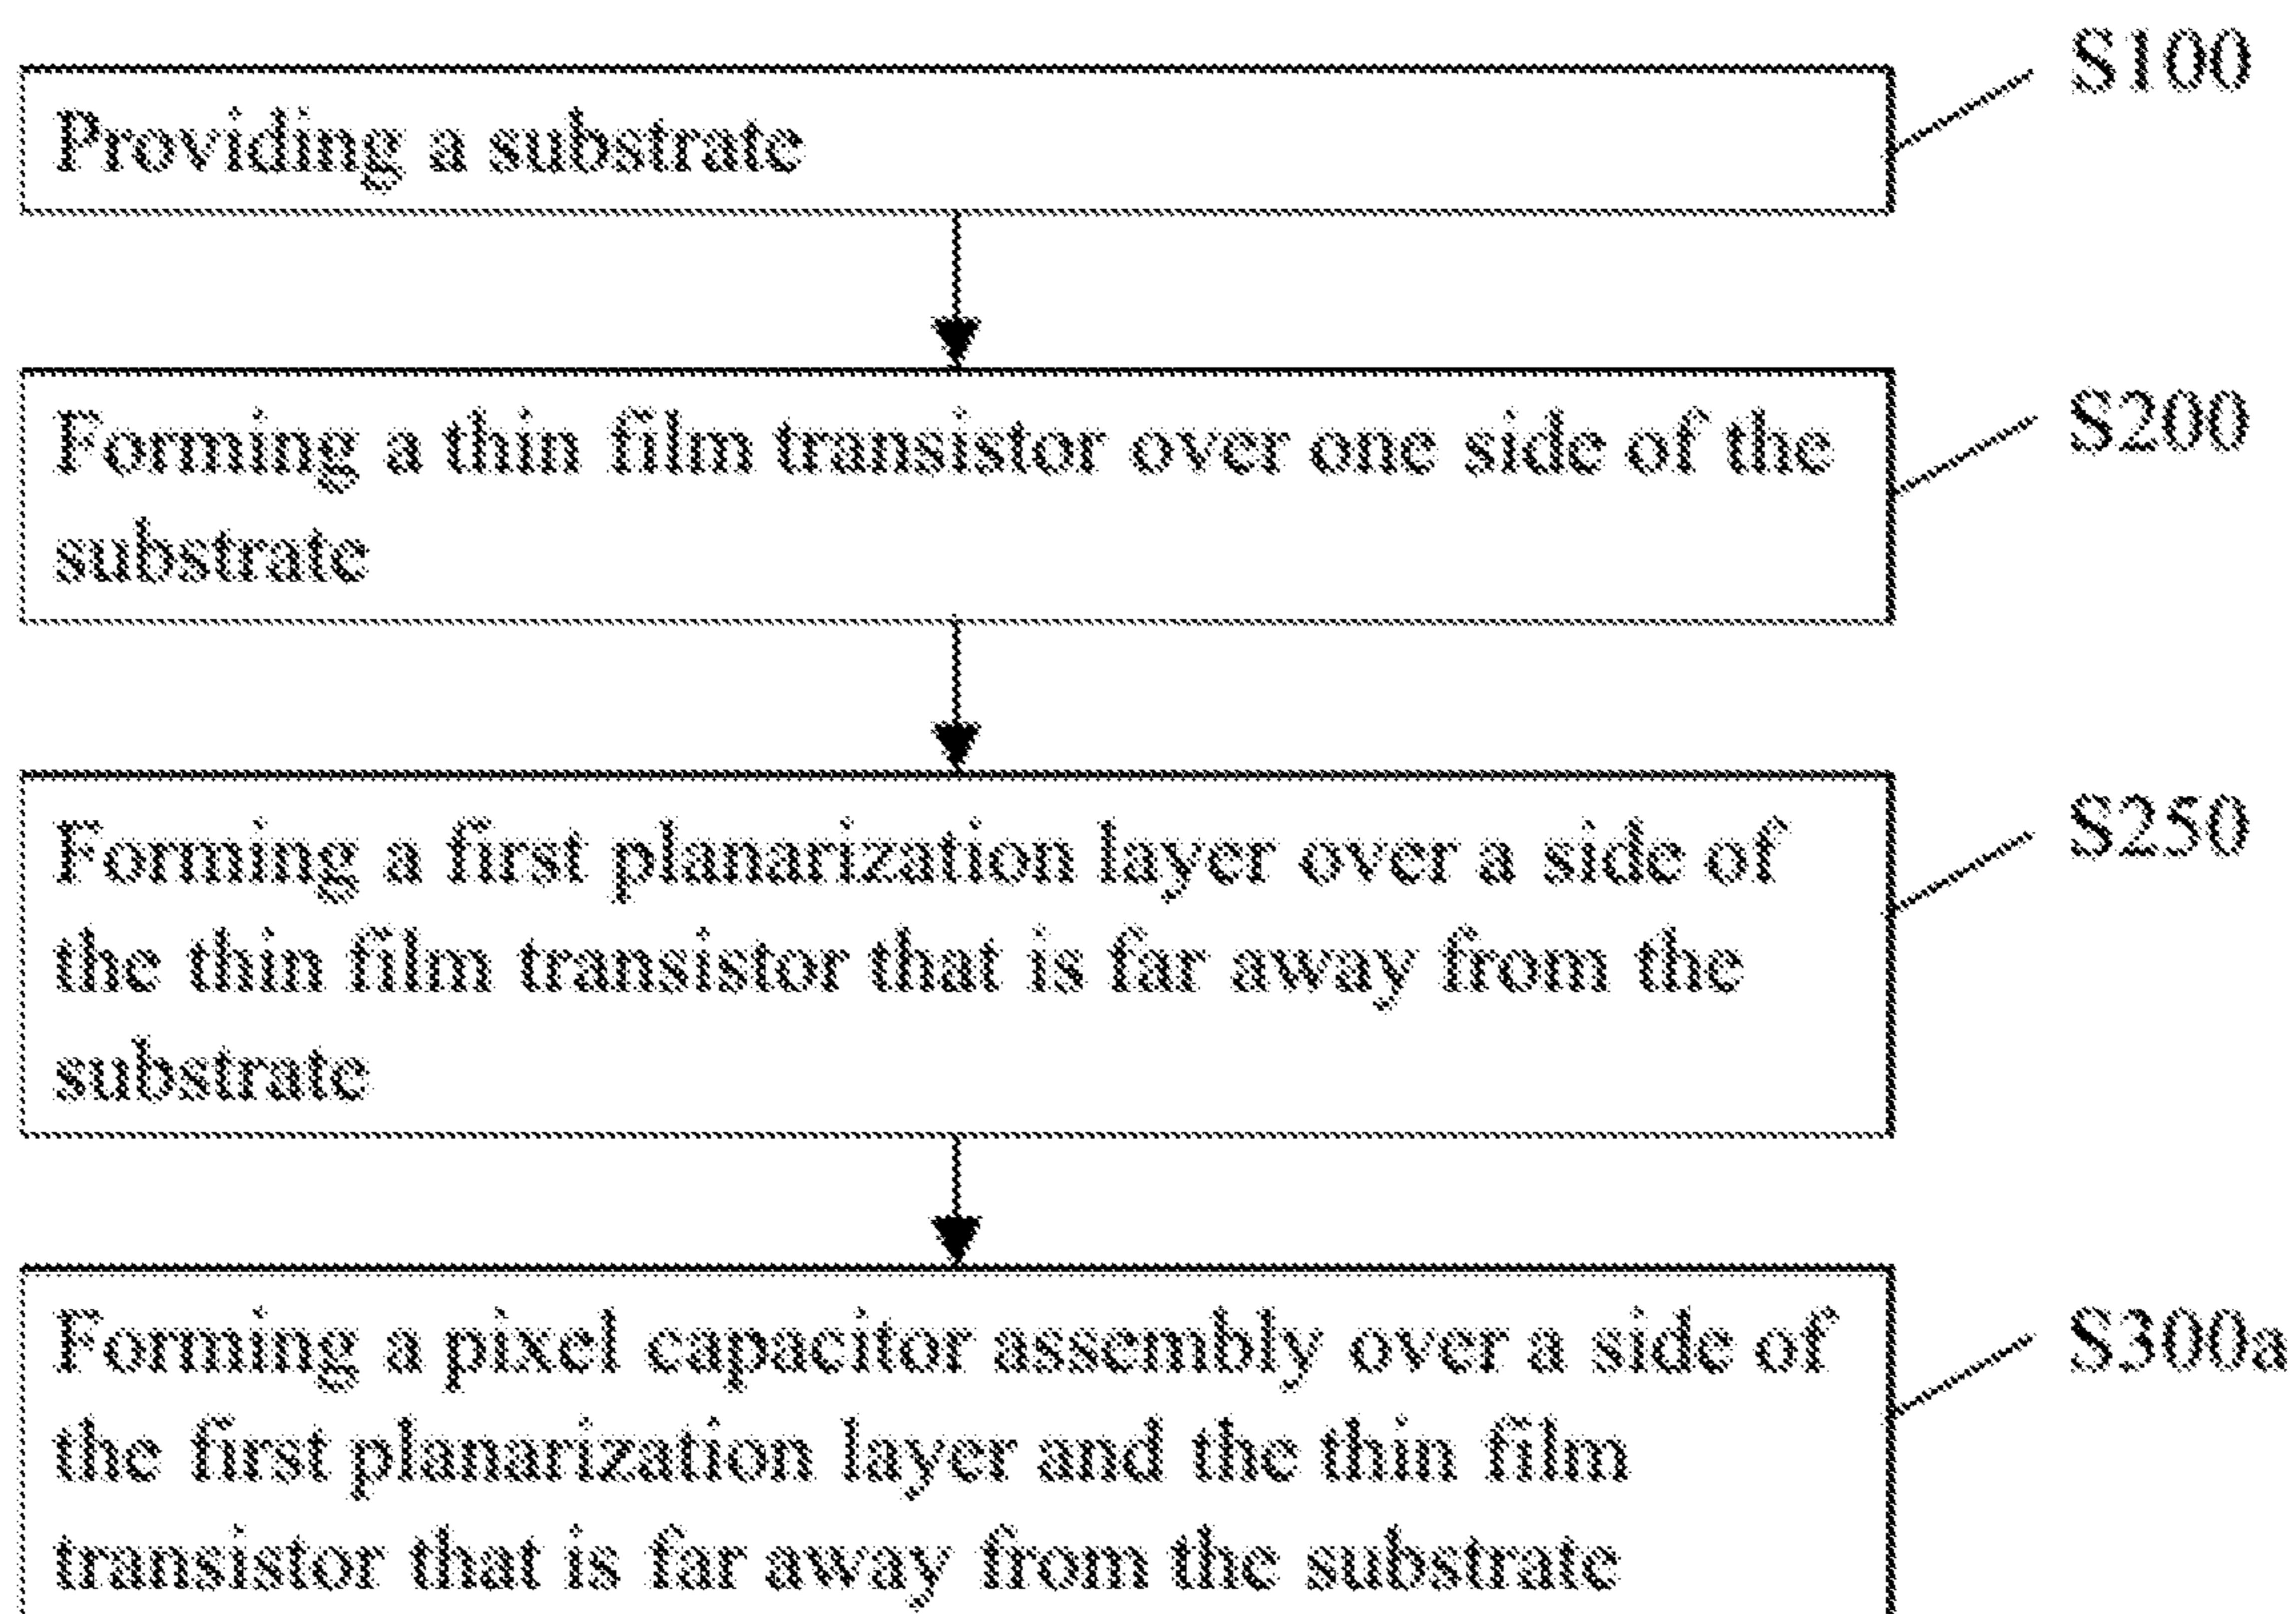 S100
Providing a substrate
S200
Forming a thin film transistor over one side of the
substrate
S250
Forming a first planarization layer over a side of
the thin film transistor that is far away from the
substrate
S300a
Forming a pixel capacitor assembly over a side of
the first planarization layer and the thin film
transistor that is far away from the substrate